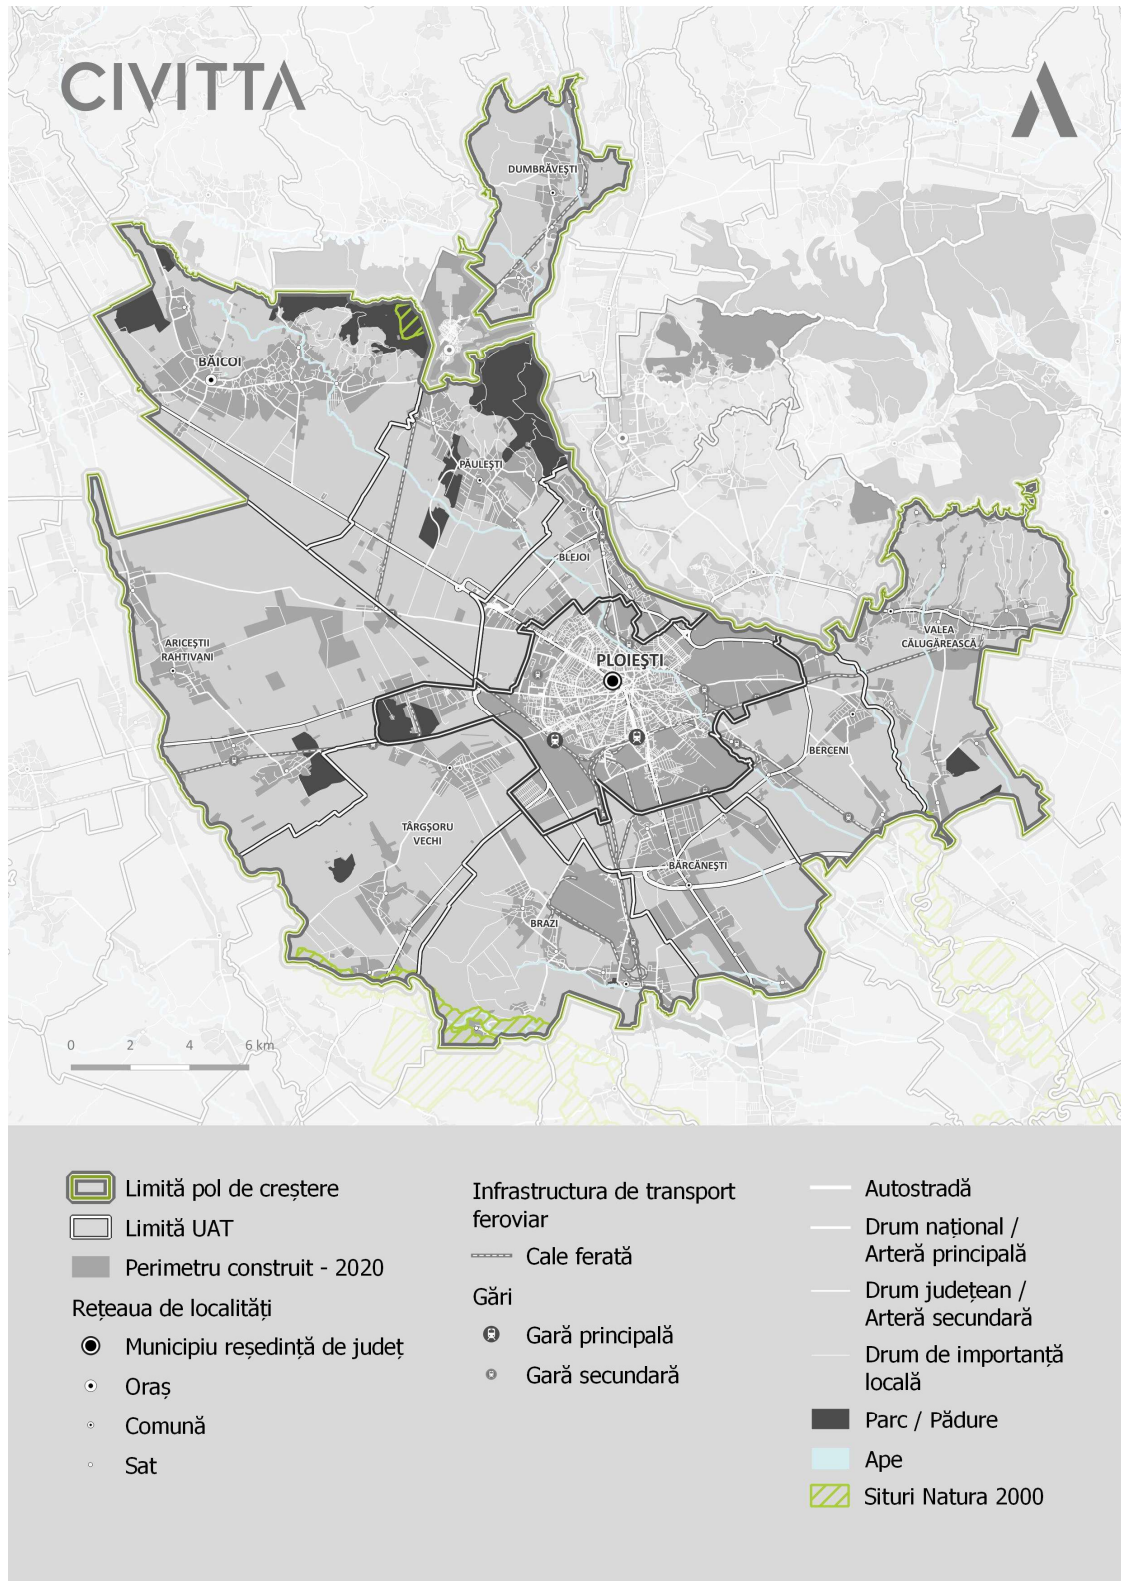 CIVITTA
DUMBRĂVEȘTI
BĂICOI
PĂULEȘTI
BLEJOI
ARICEȘTII
RAHTIVANI
VALEA
CĂLUGĂREASCĂ
PLOIEȘTI
BERCENI
TÂRGȘORU
VECHI
BĂRCĂNEȘTI
BRAZI
0 2 4 6 km
Limită pol de creștere
Limită UAT
Perimetru construit - 2020
Rețeaua de localități
Municipiu reședință de județ
Oraș
Comună
Sat
Infrastructura de transport
feroviar
Cale ferată
Gări
Gară principală
Gară secundară
Autostradă
Drum național /
Arteră principală
Drum județean /
Arteră secundară
Drum de importanță
locală
Parc / Pădure
Ape
Situri Natura 2000